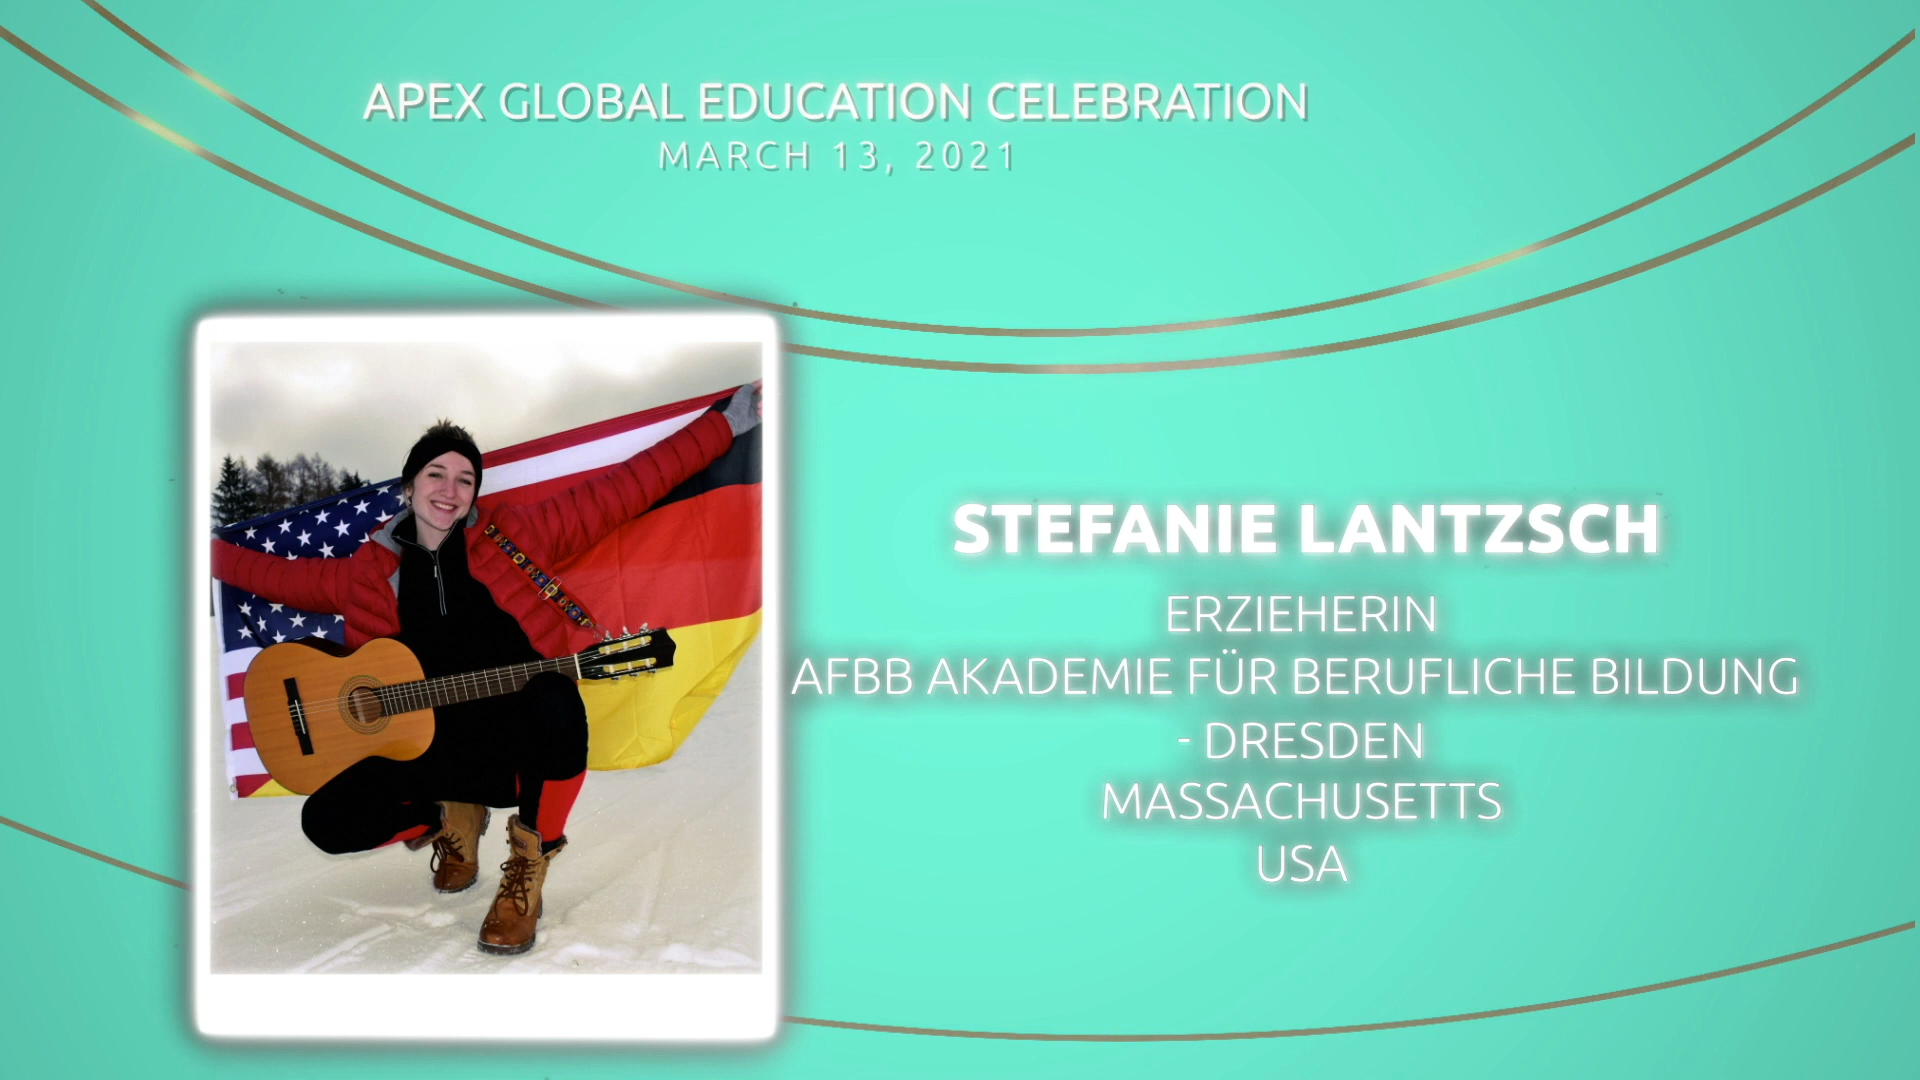 APEX GLOBAL EDUCATION CELEBRATION
MARCH 13, 2021
STEFANIE LANTZSCH
ERZIEHERIN
AFBB AKADEMIE FÜR BERUFLICHE BILDUNG
- DRESDEN
MASSACHUSETTS
USA